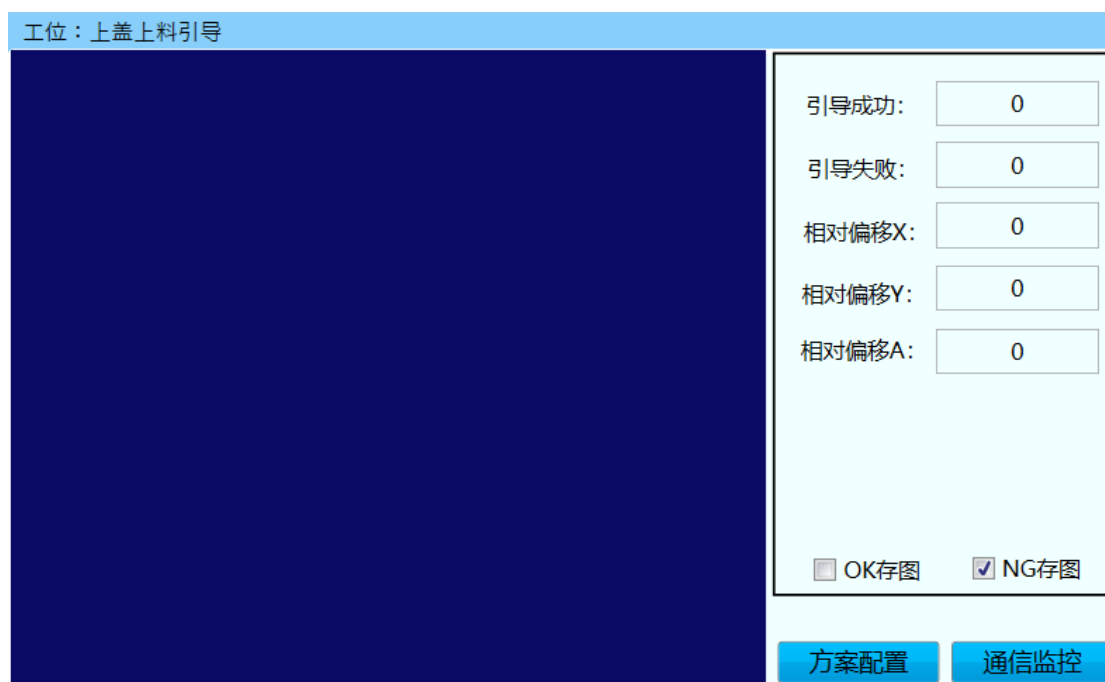 工位：上盖上料引导
引导成功： 0
引导失败： 0
相对偏移X： 0
相对偏移Y： 0
相对偏移A： 0
OK存图 NG存图
方案配置 通信监控